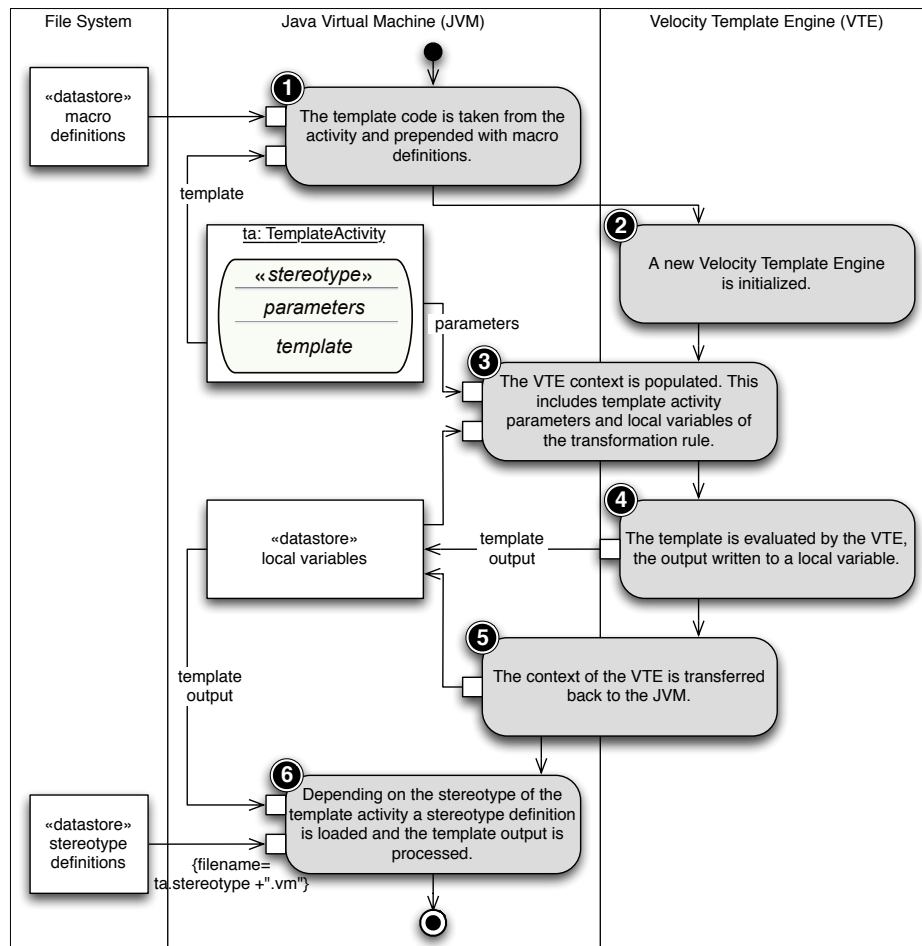 File System
Java Virtual Machine (JVM)
Velocity Template Engine (VTE)
1
«datastore»
macro
definitions
The template code is taken from the
activity and prepended with macro
definitions.
template
2
ta: TemplateActivity
A new Velocity Template Engine
is initialized.
«stereotype»
parameters
template
parameters
3
The VTE context is populated. This
includes template activity
parameters and local variables of
the transformation rule.
4
«datastore»
local variables
template
output
The template is evaluated by the VTE,
the output written to a local variable.
5
The context of the VTE is transferred
back to the JVM.
template
output
6
Depending on the stereotype of the
template activity a stereotype definition
is loaded and the template output is
processed.
«datastore»
stereotype
definitions
{filename=
ta.stereotype +".vm"}